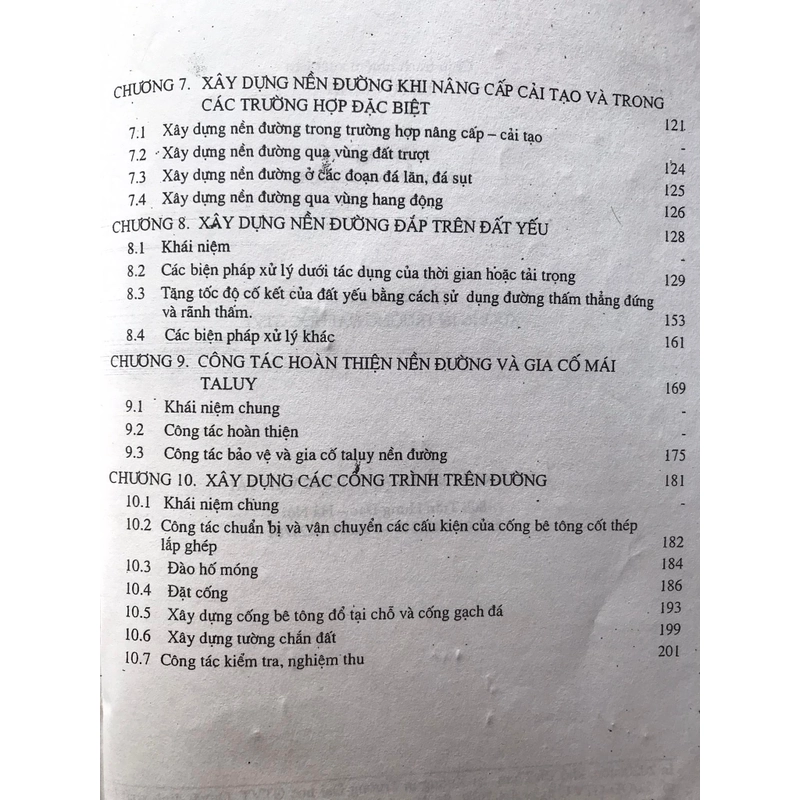 CHƯƠNG 7. XÂY DỰNG NỀN ĐƯỜNG KHI NÂNG CẤP CẢI TẠO VÀ TRONG
CÁC TRƯỜNG HỢP ĐẶC BIỆT 121
7.1 Xây dựng nền đường trong trường hợp nâng cấp – cải tạo -
7.2 Xây dựng nền đường qua vùng đất trượt 124
7.3 Xây dựng nền đường ở các đoạn đá lăn, đá sụt 125
7.4 Xây dựng nền đường qua vùng hang động 126
CHƯƠNG 8. XÂY DỰNG NỀN ĐƯỜNG ĐẮP TRÊN ĐẤT YẾU 128
8.1 Khái niệm -
8.2 Các biện pháp xử lý dưới tác dụng của thời gian hoặc tải trọng 129
8.3 Tăng tốc độ cố kết của đất yếu bằng cách sử dụng đường thấm thẳng đứng
và rãnh thấm. 153
8.4 Các biện pháp xử lý khác 161
CHƯƠNG 9. CÔNG TÁC HOÀN THIỆN NỀN ĐƯỜNG VÀ GIA CỐ MÁI
TALUY 169
9.1 Khái niệm chung -
9.2 Công tác hoàn thiện -
9.3 Công tác bảo vệ và gia cố taluy nền đường 175
CHƯƠNG 10. XÂY DỰNG CÁC CÔNG TRÌNH TRÊN ĐƯỜNG 181
10.1 Khái niệm chung -
10.2 Công tác chuẩn bị và vận chuyển các cấu kiện của cống bê tông cốt thép
lắp ghép 182
10.3 Đào hố móng 184
10.4 Đặt cống 186
10.5 Xây dựng cống bê tông đổ tại chỗ và cống gạch đá 193
10.6 Xây dựng tường chắn đất 199
10.7 Công tác kiểm tra, nghiệm thu 201